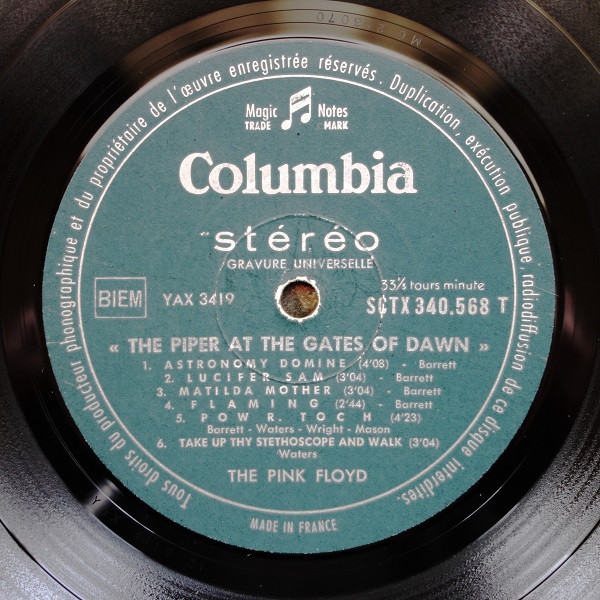 Tous droits du producteur phonographique et du propriétaire de l'œuvre enregistrée réservés. Duplication, exécution publique, radiodiffusion de ce disque interdites.
Magic Notes
TRADE MARK
Columbia
stéréo
GRAVURE UNIVERSELLE
33⅓ tours minute
BIEM YAX 3419 SCTX 340.568 T
« THE PIPER AT THE GATES OF DAWN »
1. ASTRONOMY DOMINE (4'08) - Barrett
2. LUCIFER SAM (3'04) - Barrett
3. MATILDA MOTHER (3'04) - Barrett
4. FLAMING (2'44) - Barrett
5. POW R. TOC H (4'23)
Barrett - Waters - Wright - Mason
6. TAKE UP THY STETHOSCOPE AND WALK (3'04)
Waters
THE PINK FLOYD
MADE IN FRANCE